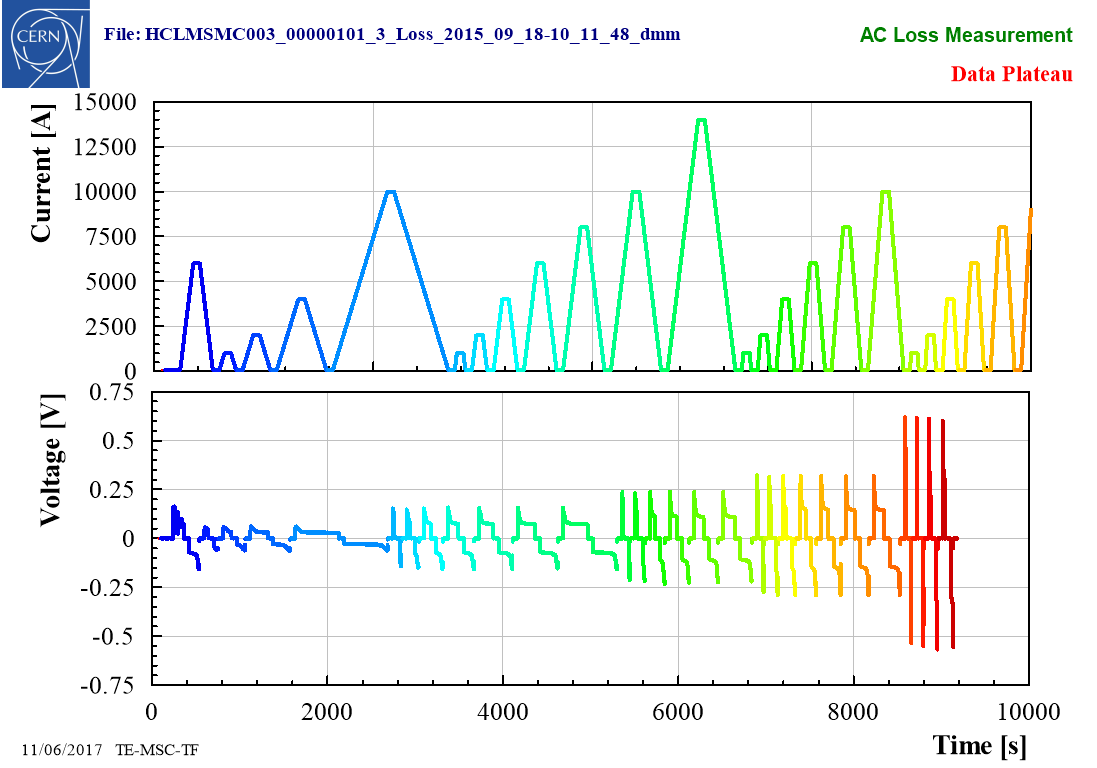 CERN
File: HCLMSMC003_00000101_3_Loss_2015_09_18-10_11_48_dmm
AC Loss Measurement
Data Plateau
Current [A]
15000
12500
10000
7500
5000
2500
0
Voltage [V]
0.75
0.5
0.25
0
-0.25
-0.5
-0.75
0 2000 4000 6000 8000 10000
Time [s]
11/06/2017 TE-MSC-TF